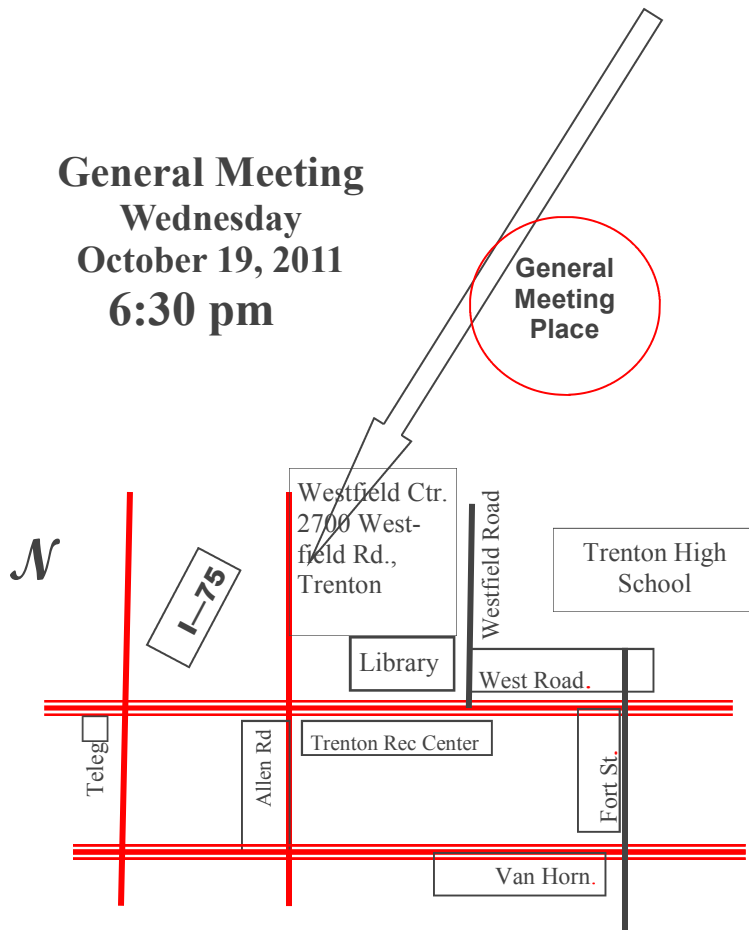 General Meeting
Wednesday
October 19, 2011
6:30 pm
General
Meeting
Place
Westfield Ctr.
2700 West-
field Rd.,
Trenton
Westfield Road
Trenton High
School
N
I—75
Library
West Road.
Teleg
Allen Rd
Trenton Rec Center
Fort St.
Van Horn.